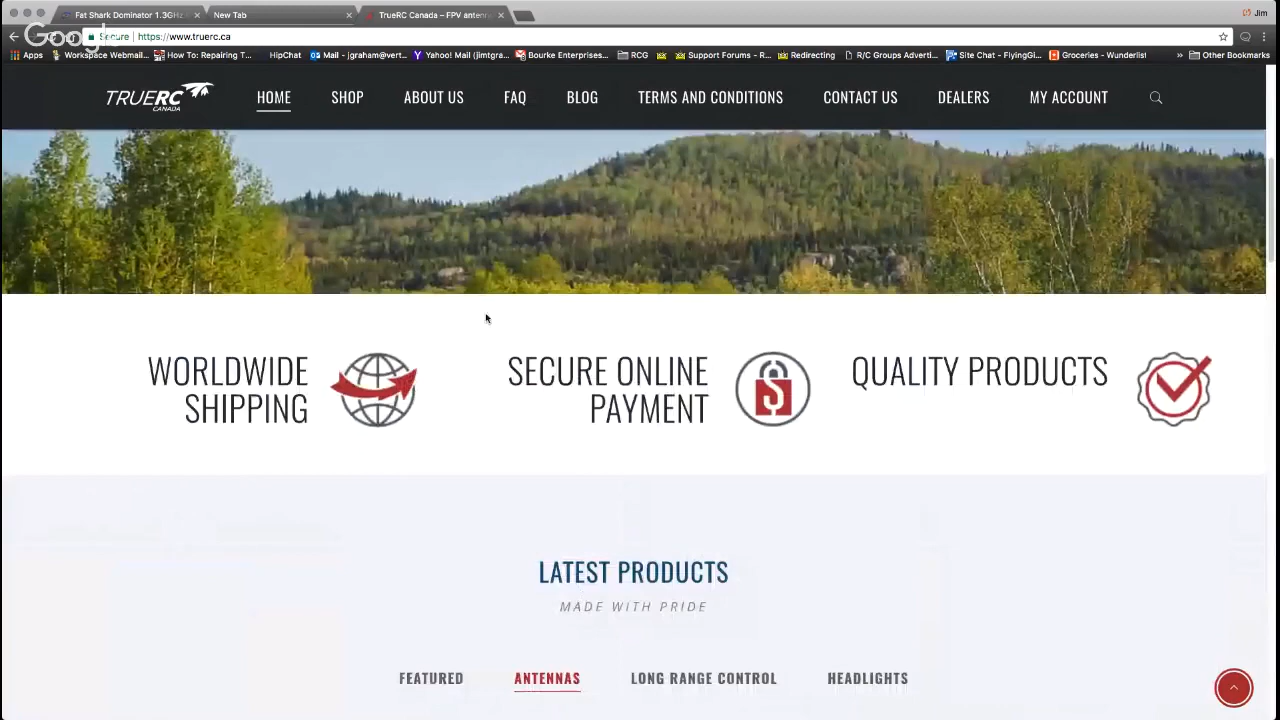 Fat Shark Dominator 1.3GHz
New Tab
TrueRC Canada – FPV antenn
Jim
Google
Secure
https://www.truerc.ca
Apps
Workspace Webmail...
How To: Repairing T...
HipChat
Mail - jgraham@vert...
Yahoo! Mail (jimtgra...
Bourke Enterprises...
RCG
Support Forums - R...
Redirecting
R/C Groups Adverti...
Site Chat - FlyingGi...
Groceries - Wunderlist
»
Other Bookmarks
TRUERC
CANADA
HOME
SHOP
ABOUT US
FAQ
BLOG
TERMS AND CONDITIONS
CONTACT US
DEALERS
MY ACCOUNT
WORLDWIDE
SHIPPING
SECURE ONLINE
PAYMENT
QUALITY PRODUCTS
LATEST PRODUCTS
MADE WITH PRIDE
FEATURED
ANTENNAS
LONG RANGE CONTROL
HEADLIGHTS